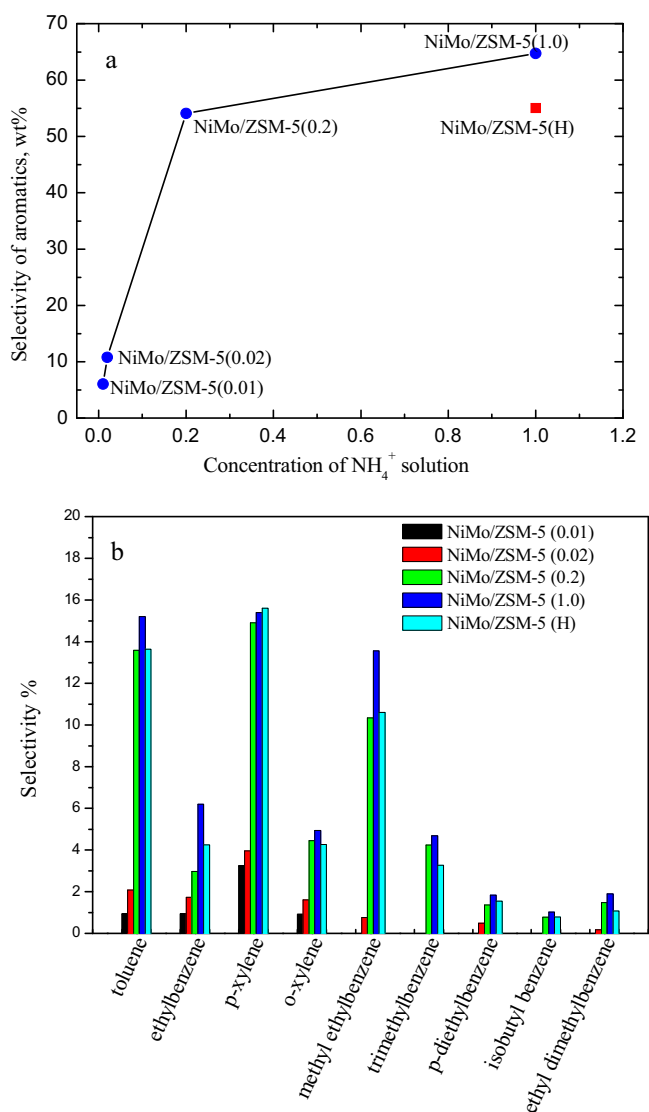 a
Selectivity of aromatics, wt%
70
60
50
40
30
20
10
0
NiMo/ZSM-5(1.0)
NiMo/ZSM-5(H)
NiMo/ZSM-5(0.2)
NiMo/ZSM-5(0.02)
NiMo/ZSM-5(0.01)
0.0 0.2 0.4 0.6 0.8 1.0 1.2
Concentration of NH₄⁺ solution
b
Selectivity %
20
18
16
14
12
10
8
6
4
2
0
NiMo/ZSM-5 (0.01)
NiMo/ZSM-5 (0.02)
NiMo/ZSM-5 (0.2)
NiMo/ZSM-5 (1.0)
NiMo/ZSM-5 (H)
toluene
ethylbenzene
p-xylene
o-xylene
methyl ethylbenzene
trimethylbenzene
p-diethylbenzene
isobutyl benzene
ethyl dimethylbenzene